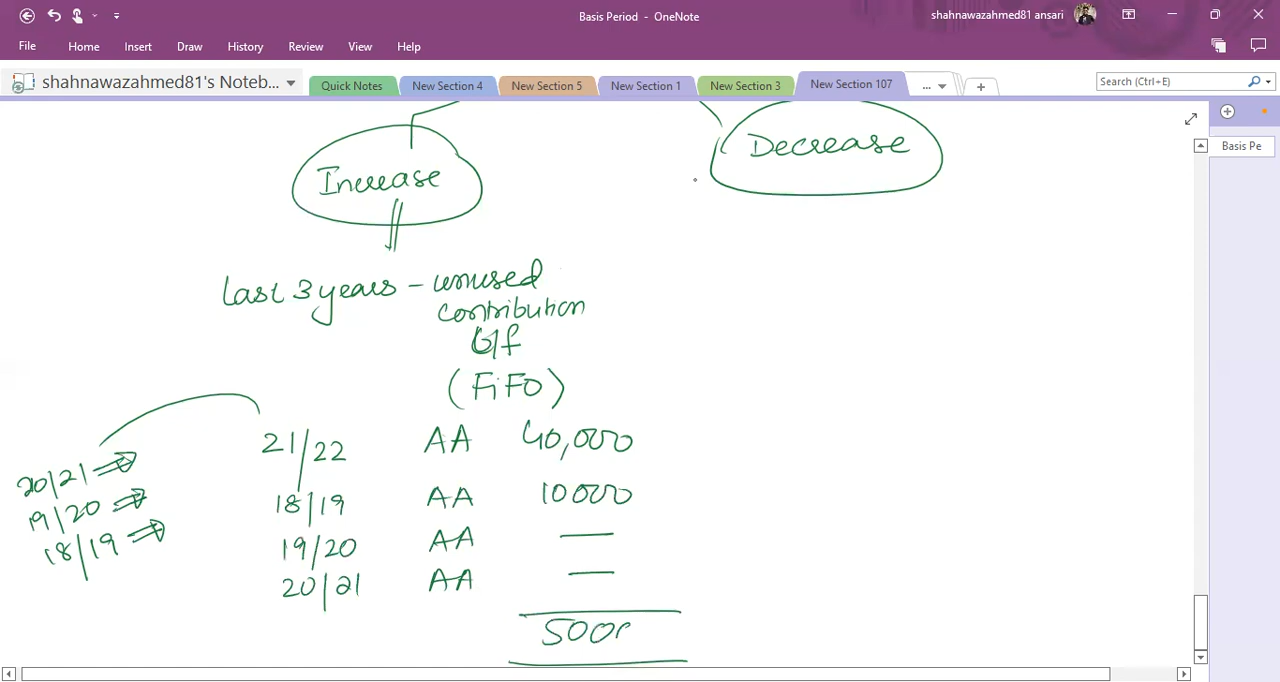 Basis Period - OneNote
shahnawazahmed81 ansari
File Home Insert Draw History Review View Help
shahnawazahmed81's Noteb...
Quick Notes New Section 4 New Section 5 New Section 1 New Section 3 New Section 107 ...
Search (Ctrl+E)
Basis Pe
Increase
Decrease
last 3 years - unused
contribution
b/f
(FiFO)
21/22 AA 40,000
18/19 AA 10000
19/20 AA —
20/21 AA —
5000
20/21 ⇒
19/20 ⇒
18/19 ⇒